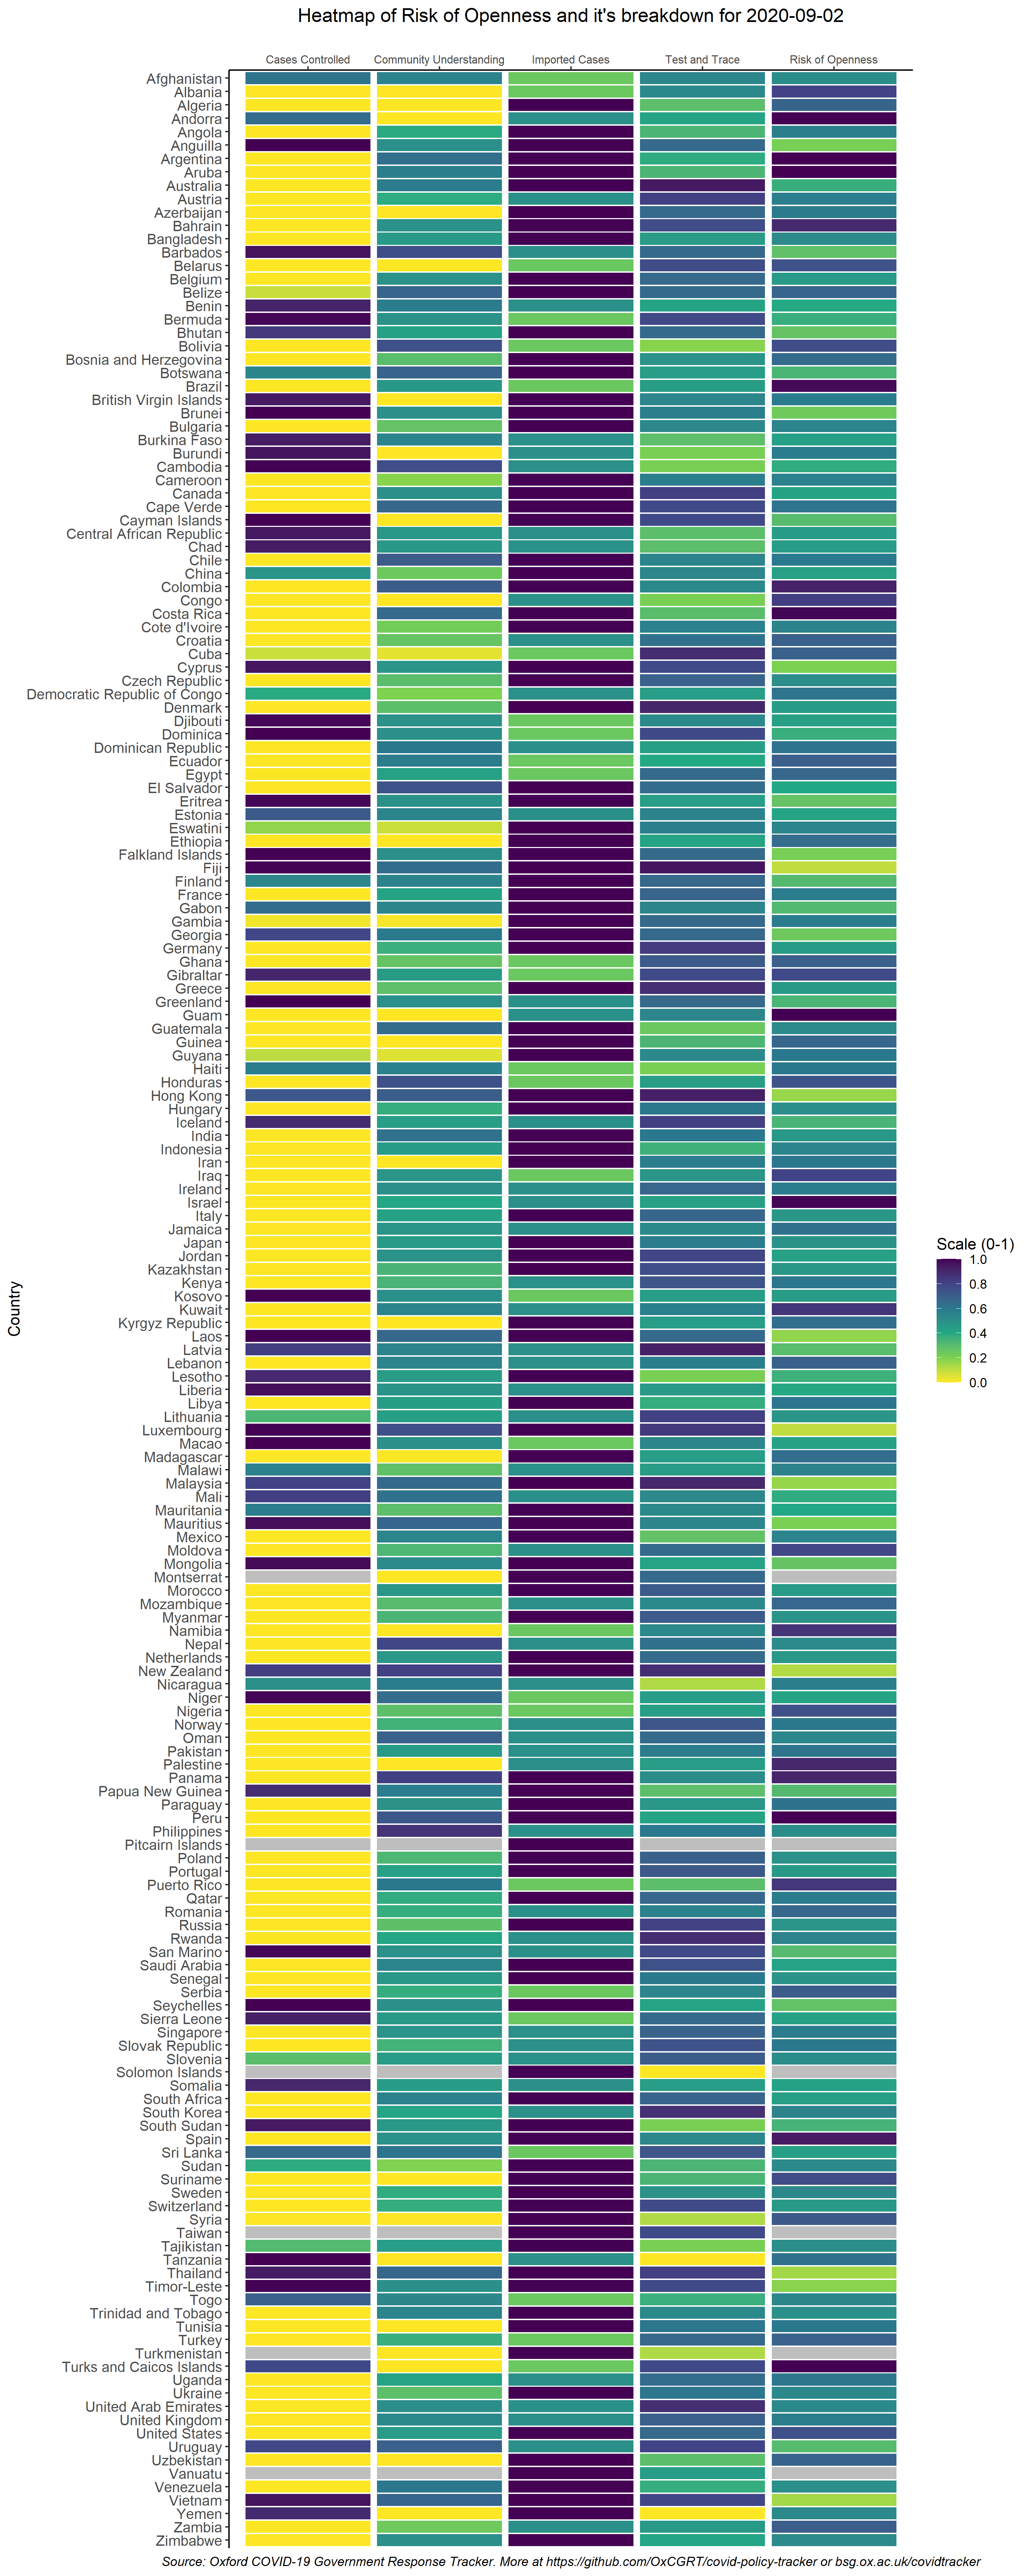 Heatmap of Risk of Openness and it's breakdown for 2020-09-02
Cases Controlled Community Understanding Imported Cases Test and Trace Risk of Openness
Afghanistan
Albania
Algeria
Andorra
Angola
Anguilla
Argentina
Aruba
Australia
Austria
Azerbaijan
Bahrain
Bangladesh
Barbados
Belarus
Belgium
Belize
Benin
Bermuda
Bhutan
Bolivia
Bosnia and Herzegovina
Botswana
Brazil
British Virgin Islands
Brunei
Bulgaria
Burkina Faso
Burundi
Cambodia
Cameroon
Canada
Cape Verde
Cayman Islands
Central African Republic
Chad
Chile
China
Colombia
Congo
Costa Rica
Cote d'Ivoire
Croatia
Cuba
Cyprus
Czech Republic
Democratic Republic of Congo
Denmark
Djibouti
Dominica
Dominican Republic
Ecuador
Egypt
El Salvador
Eritrea
Estonia
Eswatini
Ethiopia
Falkland Islands
Fiji
Finland
France
Gabon
Gambia
Georgia
Germany
Ghana
Gibraltar
Greece
Greenland
Guam
Guatemala
Guinea
Guyana
Haiti
Honduras
Hong Kong
Hungary
Iceland
India
Indonesia
Iran
Iraq
Ireland
Israel
Italy
Jamaica
Japan
Jordan
Kazakhstan
Kenya
Kosovo
Kuwait
Kyrgyz Republic
Laos
Latvia
Lebanon
Lesotho
Liberia
Libya
Lithuania
Luxembourg
Macao
Madagascar
Malawi
Malaysia
Mali
Mauritania
Mauritius
Mexico
Moldova
Mongolia
Montserrat
Morocco
Mozambique
Myanmar
Namibia
Nepal
Netherlands
New Zealand
Nicaragua
Niger
Nigeria
Norway
Oman
Pakistan
Palestine
Panama
Papua New Guinea
Paraguay
Peru
Philippines
Pitcairn Islands
Poland
Portugal
Puerto Rico
Qatar
Romania
Russia
Rwanda
San Marino
Saudi Arabia
Senegal
Serbia
Seychelles
Sierra Leone
Singapore
Slovak Republic
Slovenia
Solomon Islands
Somalia
South Africa
South Korea
South Sudan
Spain
Sri Lanka
Sudan
Suriname
Sweden
Switzerland
Syria
Taiwan
Tajikistan
Tanzania
Thailand
Timor-Leste
Togo
Trinidad and Tobago
Tunisia
Turkey
Turkmenistan
Turks and Caicos Islands
Uganda
Ukraine
United Arab Emirates
United Kingdom
United States
Uruguay
Uzbekistan
Vanuatu
Venezuela
Vietnam
Yemen
Zambia
Zimbabwe
Country
Scale (0-1)
1.0
0.8
0.6
0.4
0.2
0.0
Source: Oxford COVID-19 Government Response Tracker. More at https://github.com/OxCGRT/covid-policy-tracker or bsg.ox.ac.uk/covidtracker